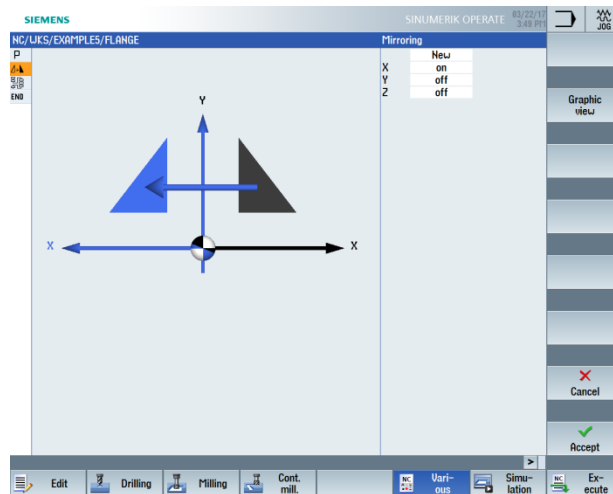 SIEMENS
SINUMERIK OPERATE
03/22/17
3:49 PM
JOG
NC/WKS/EXAMPLES/FLANGE
Mirroring
P
New
X on
Y off
Z off
END
Graphic
view
Y
X
X
Cancel
Accept
>
Edit
Drilling
Milling
Cont.
mill.
NC
Vari-
ous
Simu-
lation
NC
Ex-
ecute